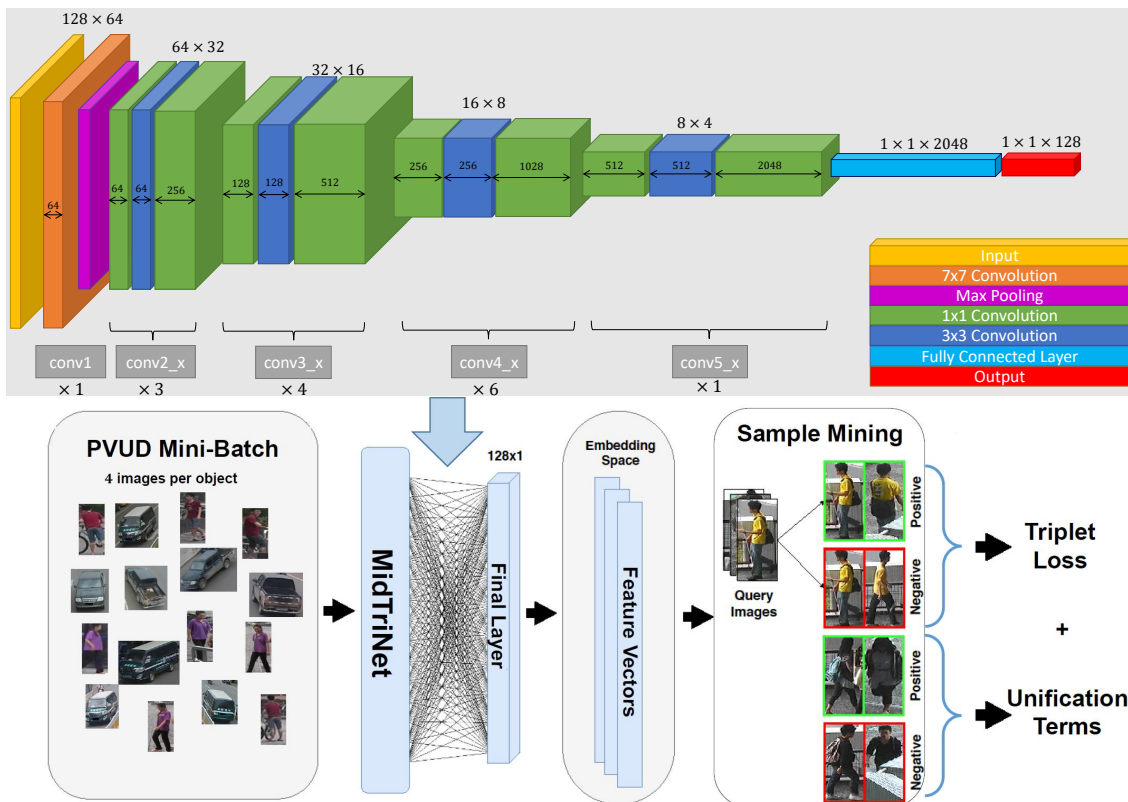 128 × 64
64 × 32
32 × 16
16 × 8
8 × 4
1 × 1 × 2048
1 × 1 × 128
64
64
64
256
128
128
512
256
256
1028
512
512
2048
Input
7x7 Convolution
Max Pooling
1x1 Convolution
3x3 Convolution
Fully Connected Layer
Output
conv1
conv2_x
conv3_x
conv4_x
conv5_x
× 1
× 3
× 4
× 6
× 1
PVUD Mini-Batch
4 images per object
MidTriNet
128x1
Final Layer
Embedding
Space
Feature Vectors
Sample Mining
Query
Images
Positive
Negative
Positive
Negative
Triplet
Loss
+
Unification
Terms